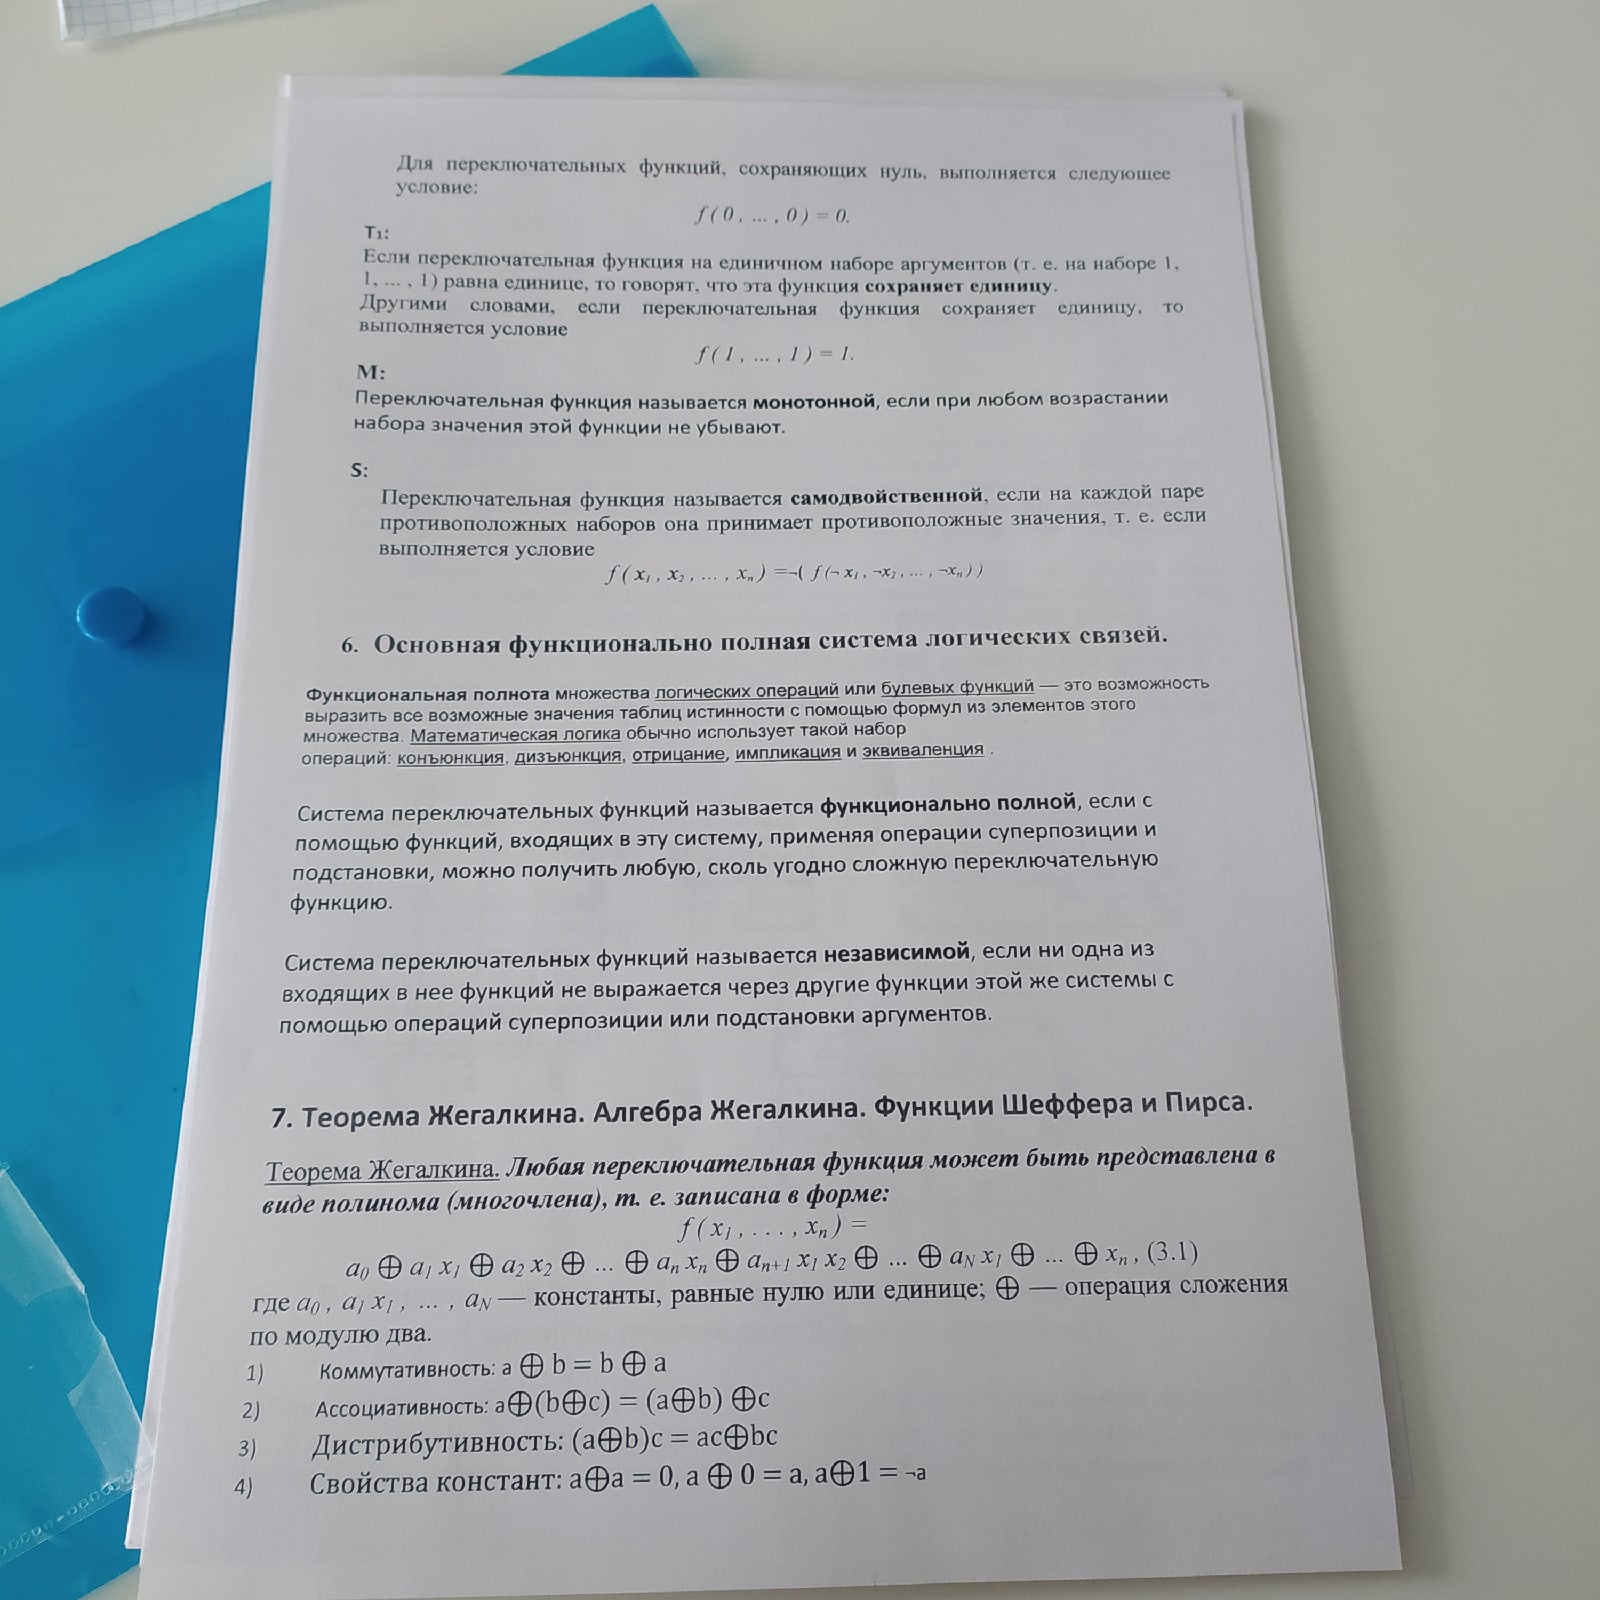 Для переключательных функций, сохраняющих нуль, выполняется следующее
условие:
f ( 0 , ... , 0 ) = 0.
T₁:
Если переключательная функция на единичном наборе аргументов (т. е. на наборе 1,
1, ... , 1) равна единице, то говорят, что эта функция сохраняет единицу.
Другими словами, если переключательная функция сохраняет единицу, то
выполняется условие
f ( 1 , ... , 1 ) = 1.
M:
Переключательная функция называется монотонной, если при любом возрастании
набора значения этой функции не убывают.
S:
Переключательная функция называется самодвойственной, если на каждой паре
противоположных наборов она принимает противоположные значения, т. е. если
выполняется условие
f ( x₁ , x₂ , ... , xₙ ) =¬( f (¬ x₁ , ¬x₂ , ... , ¬xₙ ) )
6. Основная функционально полная система логических связей.
Функциональная полнота множества логических операций или булевых функций — это возможность
выразить все возможные значения таблиц истинности с помощью формул из элементов этого
множества. Математическая логика обычно использует такой набор
операций: конъюнкция, дизъюнкция, отрицание, импликация и эквиваленция .
Система переключательных функций называется функционально полной, если с
помощью функций, входящих в эту систему, применяя операции суперпозиции и
подстановки, можно получить любую, сколь угодно сложную переключательную
функцию.
Система переключательных функций называется независимой, если ни одна из
входящих в нее функций не выражается через другие функции этой же системы с
помощью операций суперпозиции или подстановки аргументов.
7. Теорема Жегалкина. Алгебра Жегалкина. Функции Шеффера и Пирса.
Теорема Жегалкина. Любая переключательная функция может быть представлена в
виде полинома (многочлена), т. е. записана в форме:
f ( x₁ , . . . , xₙ ) =
a₀ ⊕ a₁ x₁ ⊕ a₂ x₂ ⊕ ... ⊕ aₙ xₙ ⊕ aₙ₊₁ x₁ x₂ ⊕ ... ⊕ a_N x₁ ⊕ ... ⊕ xₙ , (3.1)
где a₀ , a₁ x₁ , ... , a_N — константы, равные нулю или единице; ⊕ — операция сложения
по модулю два.
1) Коммутативность: a ⊕ b = b ⊕ a
2) Ассоциативность: a⊕(b⊕c) = (a⊕b) ⊕c
3) Дистрибутивность: (a⊕b)c = ac⊕bc
4) Свойства констант: a⊕a = 0, a ⊕ 0 = a, a⊕1 = ¬a